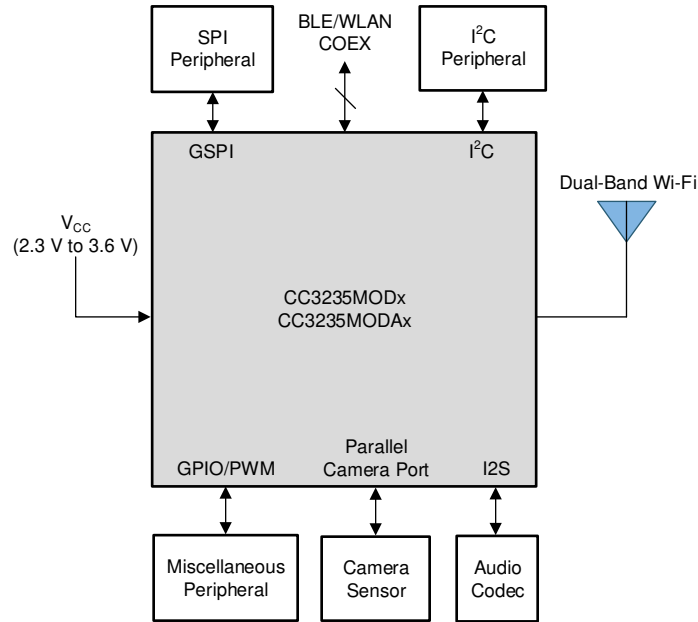 SPI
Peripheral
BLE/WLAN
COEX
I²C
Peripheral
GSPI
I²C
Dual-Band Wi-Fi
V_CC
(2.3 V to 3.6 V)
CC3235MODx
CC3235MODAx
GPIO/PWM
Parallel
Camera Port
I2S
Miscellaneous
Peripheral
Camera
Sensor
Audio
Codec